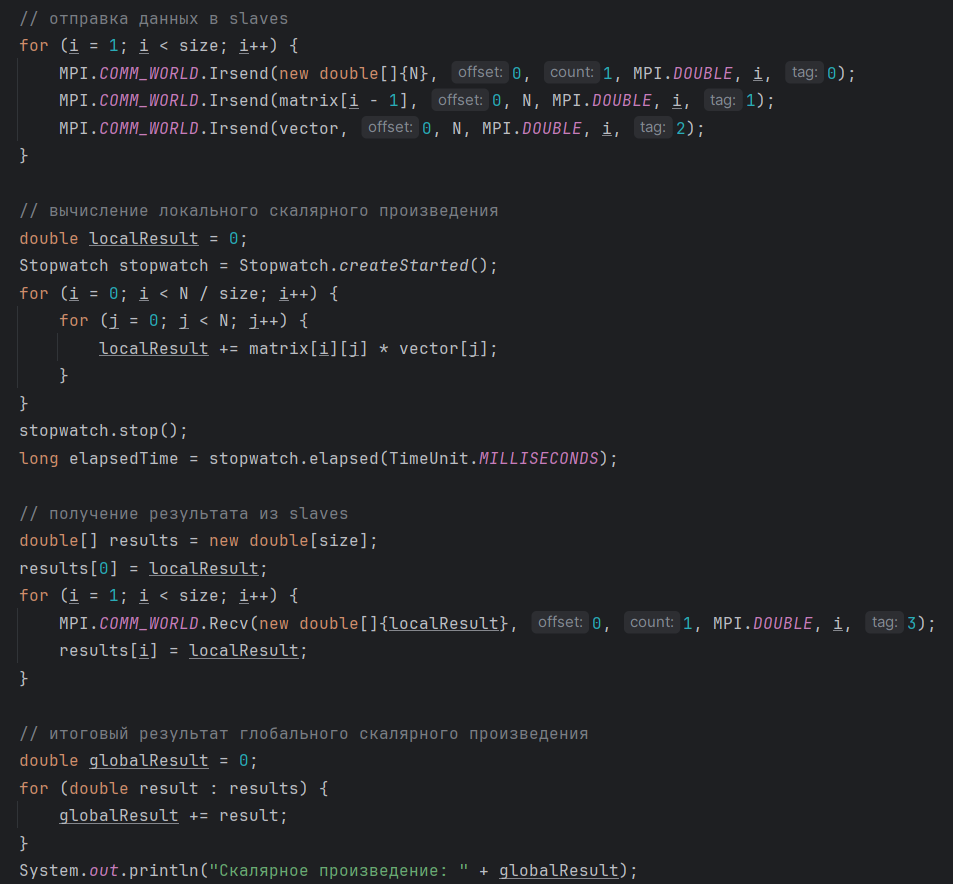 // отправка данных в slaves
for (i = 1; i < size; i++) {
    MPI.COMM_WORLD.Irsend(new double[]{N}, offset: 0, count: 1, MPI.DOUBLE, i, tag: 0);
    MPI.COMM_WORLD.Irsend(matrix[i - 1], offset: 0, N, MPI.DOUBLE, i, tag: 1);
    MPI.COMM_WORLD.Irsend(vector, offset: 0, N, MPI.DOUBLE, i, tag: 2);
}
// вычисление локального скалярного произведения
double localResult = 0;
Stopwatch stopwatch = Stopwatch.createStarted();
for (i = 0; i < N / size; i++) {
    for (j = 0; j < N; j++) {
        localResult += matrix[i][j] * vector[j];
    }
}
stopwatch.stop();
long elapsedTime = stopwatch.elapsed(TimeUnit.MILLISECONDS);
// получение результата из slaves
double[] results = new double[size];
results[0] = localResult;
for (i = 1; i < size; i++) {
    MPI.COMM_WORLD.Recv(new double[]{localResult}, offset: 0, count: 1, MPI.DOUBLE, i, tag: 3);
    results[i] = localResult;
}
// итоговый результат глобального скалярного произведения
double globalResult = 0;
for (double result : results) {
    globalResult += result;
}
System.out.println("Скалярное произведение: " + globalResult);